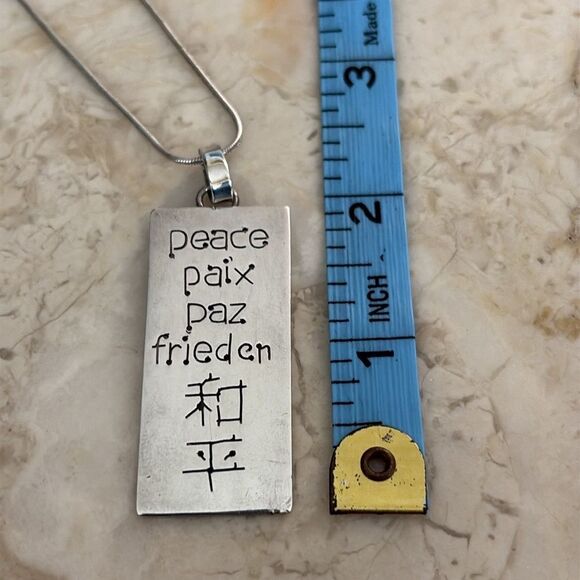 peace
paix
paz
frieden
和
平
Made
3
2
INCH
1